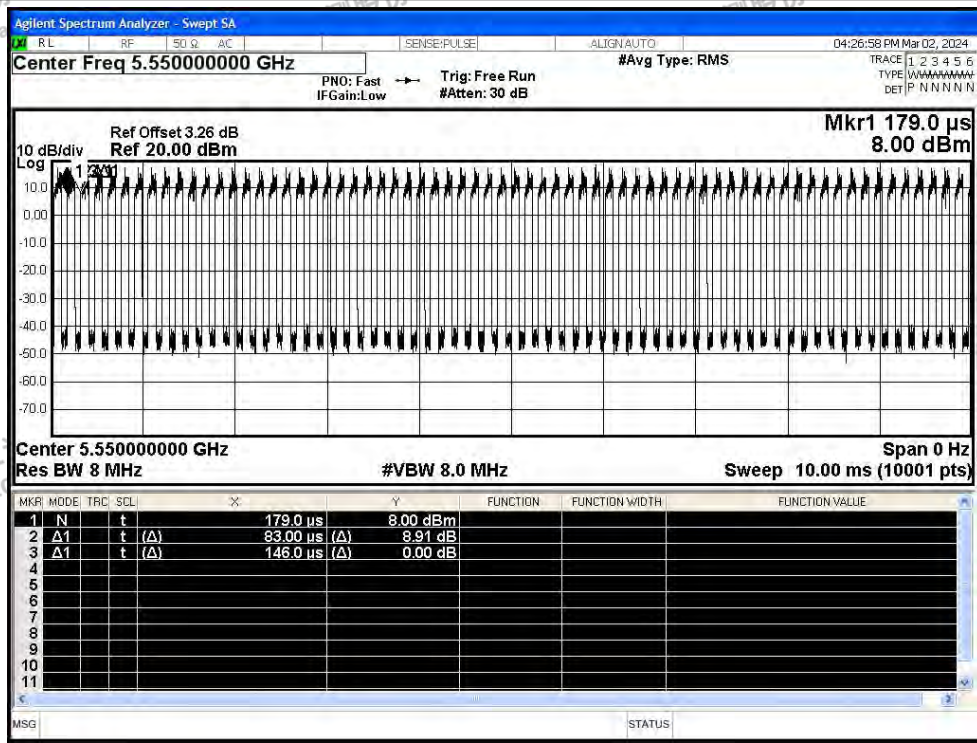 Agilent Spectrum Analyzer - Swept SA
RL RF 50 Ω AC SENSE:PULSE ALIGNAUTO 04:26:58 PM Mar 02, 2024
Center Freq 5.550000000 GHz #Avg Type: RMS TRACE 1 2 3 4 5 6
PNO: Fast Trig: Free Run TYPE
IFGain:Low #Atten: 30 dB DET P N N N N N
Mkr1 179.0 µs
Ref Offset 3.26 dB
10 dB/div Ref 20.00 dBm 8.00 dBm
Log
10.0
0.00
-10.0
-20.0
-30.0
-40.0
-50.0
-60.0
-70.0
Center 5.550000000 GHz Span 0 Hz
Res BW 8 MHz #VBW 8.0 MHz Sweep 10.00 ms (10001 pts)
MKR MODE TRC SCL X Y FUNCTION FUNCTION WIDTH FUNCTION VALUE
1 N t 179.0 µs 8.00 dBm
2 Δ1 t (Δ) 83.00 µs (Δ) 8.91 dB
3 Δ1 t (Δ) 146.0 µs (Δ) 0.00 dB
4
5
6
7
8
9
10
11
MSG STATUS